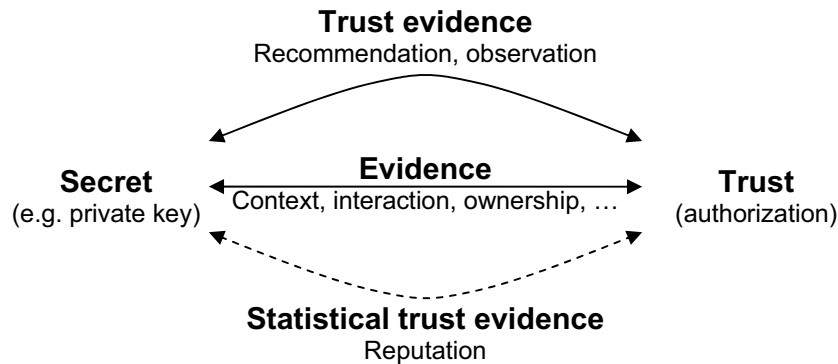 Trust evidence
Recommendation, observation
Secret
(e.g. private key)
Evidence
Context, interaction, ownership, …
Trust
(authorization)
Statistical trust evidence
Reputation